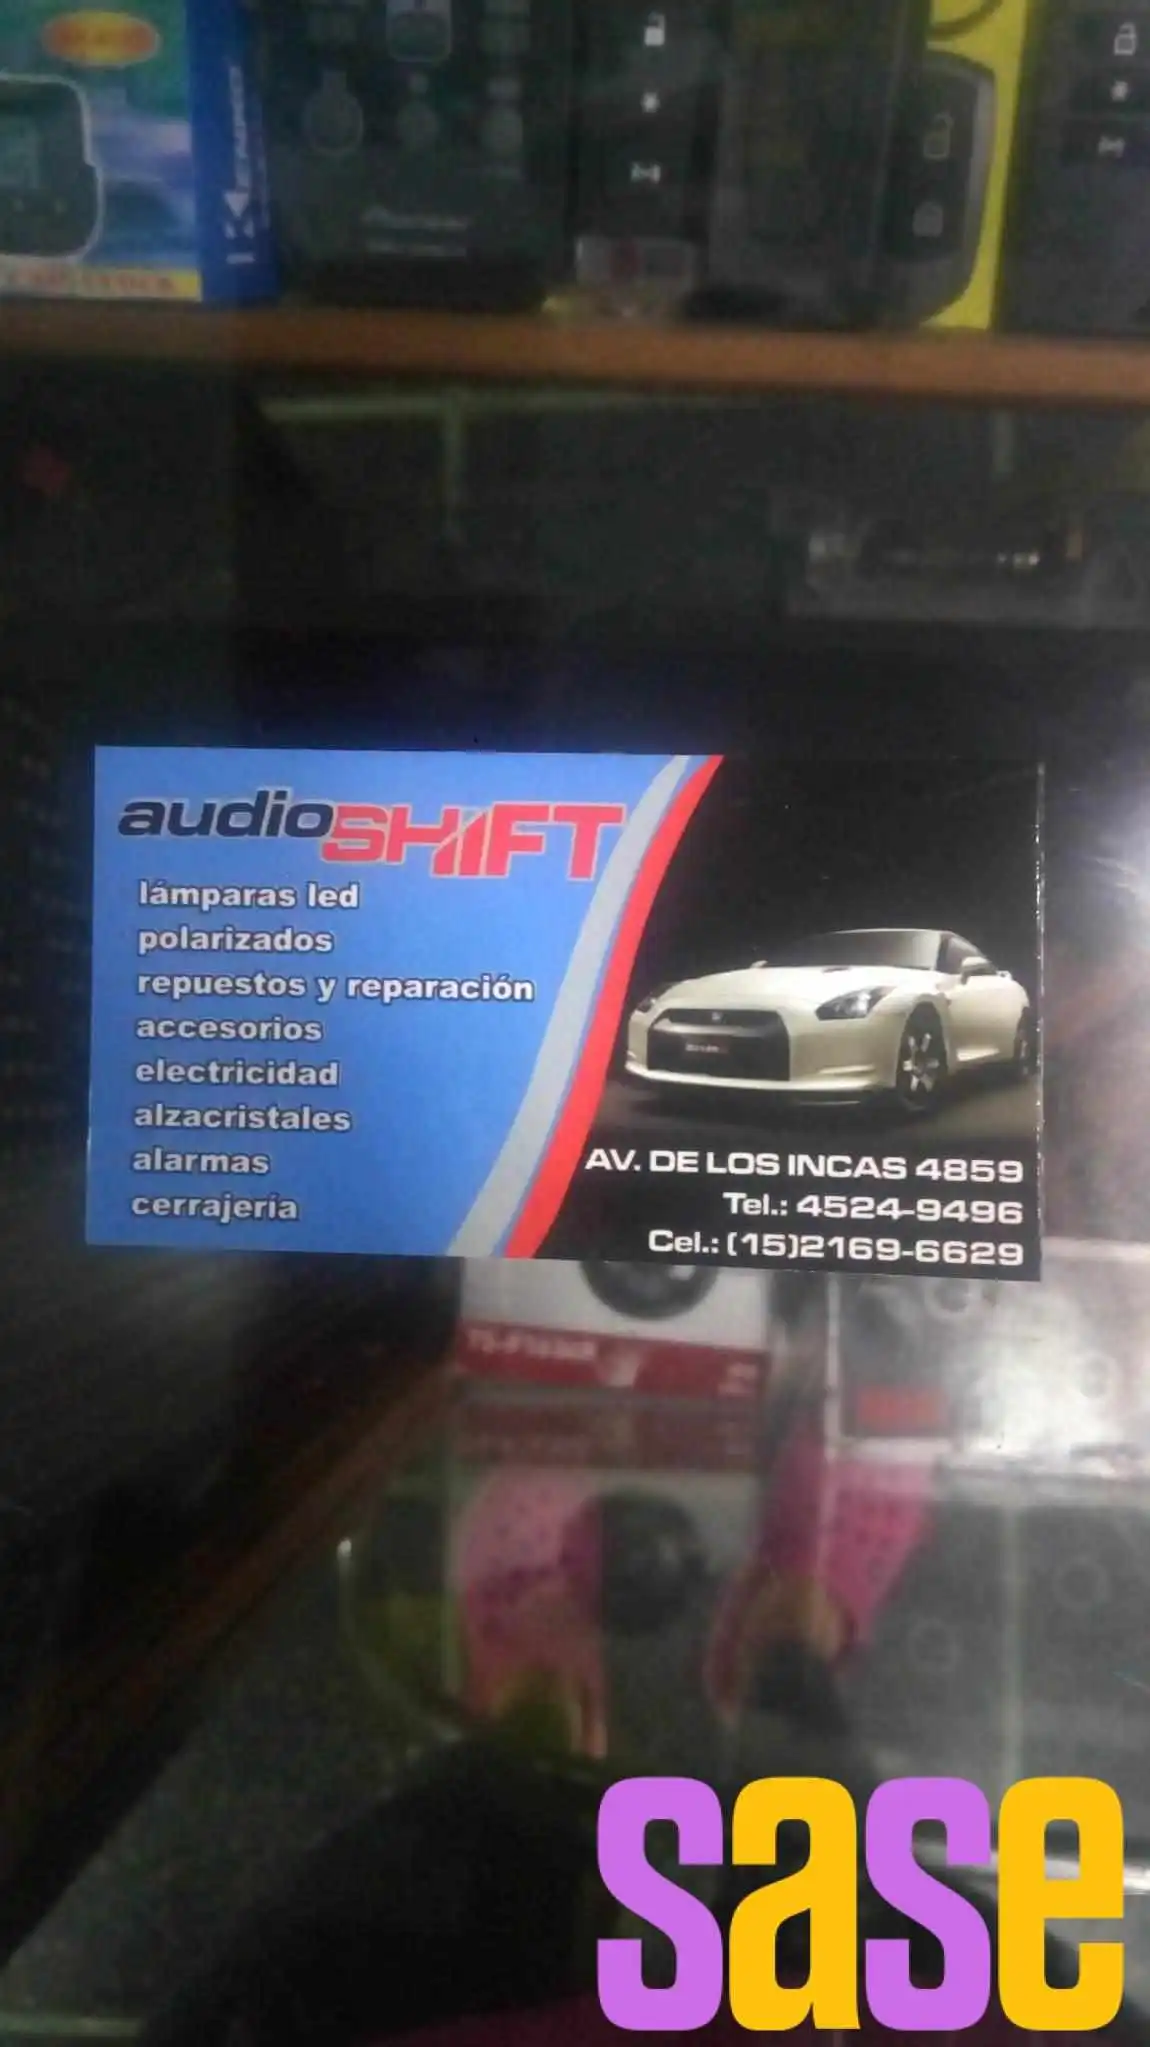 audioSHIFT
lámparas led
polarizados
repuestos y reparación
accesorios
electricidad
alzacristales
alarmas
cerrajería
AV. DE LOS INCAS 4859
Tel.: 4524-9496
Cel.: (15)2169-6629
sase